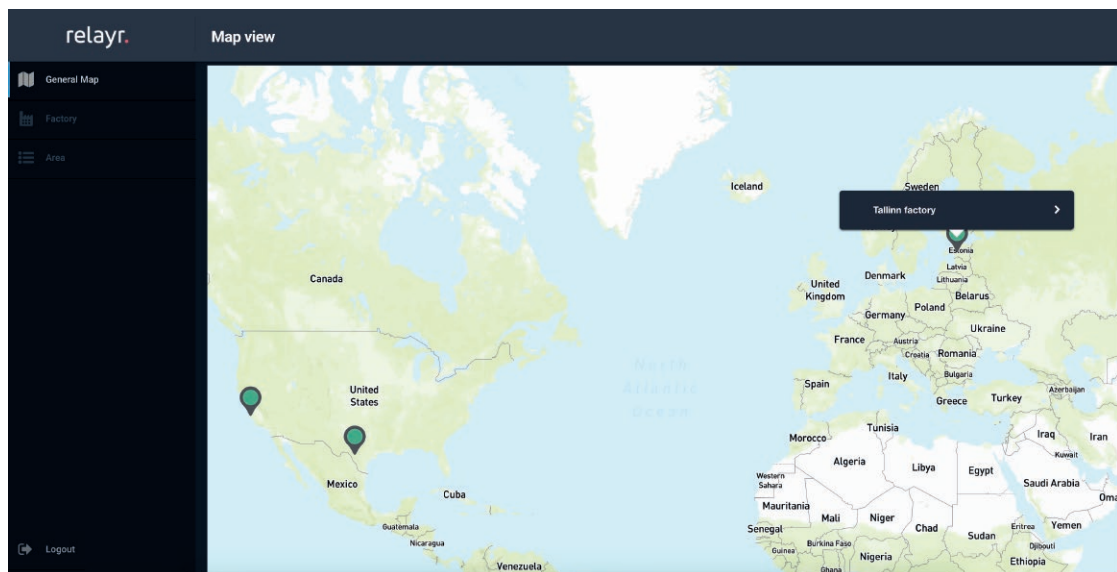 relayr.
Map view
General Map
Factory
Area
Logout
Iceland
Sweden
Tallinn factory
Estonia
Latvia
Lithuania
Canada
United
Kingdom
Denmark
Belarus
Poland
Germany
Ukraine
France
Austria
Croatia
Romania
North
Atlantic
Ocean
United
States
Spain
Italy
Bulgaria
Greece
Turkey
Azerbaijan
Tunisia
Morocco
Iraq
Iran
Kuwait
Algeria
Libya
Egypt
Western
Sahara
Saudi Arabia
Mexico
Cuba
Oma
Mauritania
Mali
Niger
Chad
Sudan
Eritrea
Yemen
Senegal
Guatemala
Nicaragua
Burkina Faso
Guinea
Nigeria
Djibouti
Ethiopia
Venezuela
Ghana